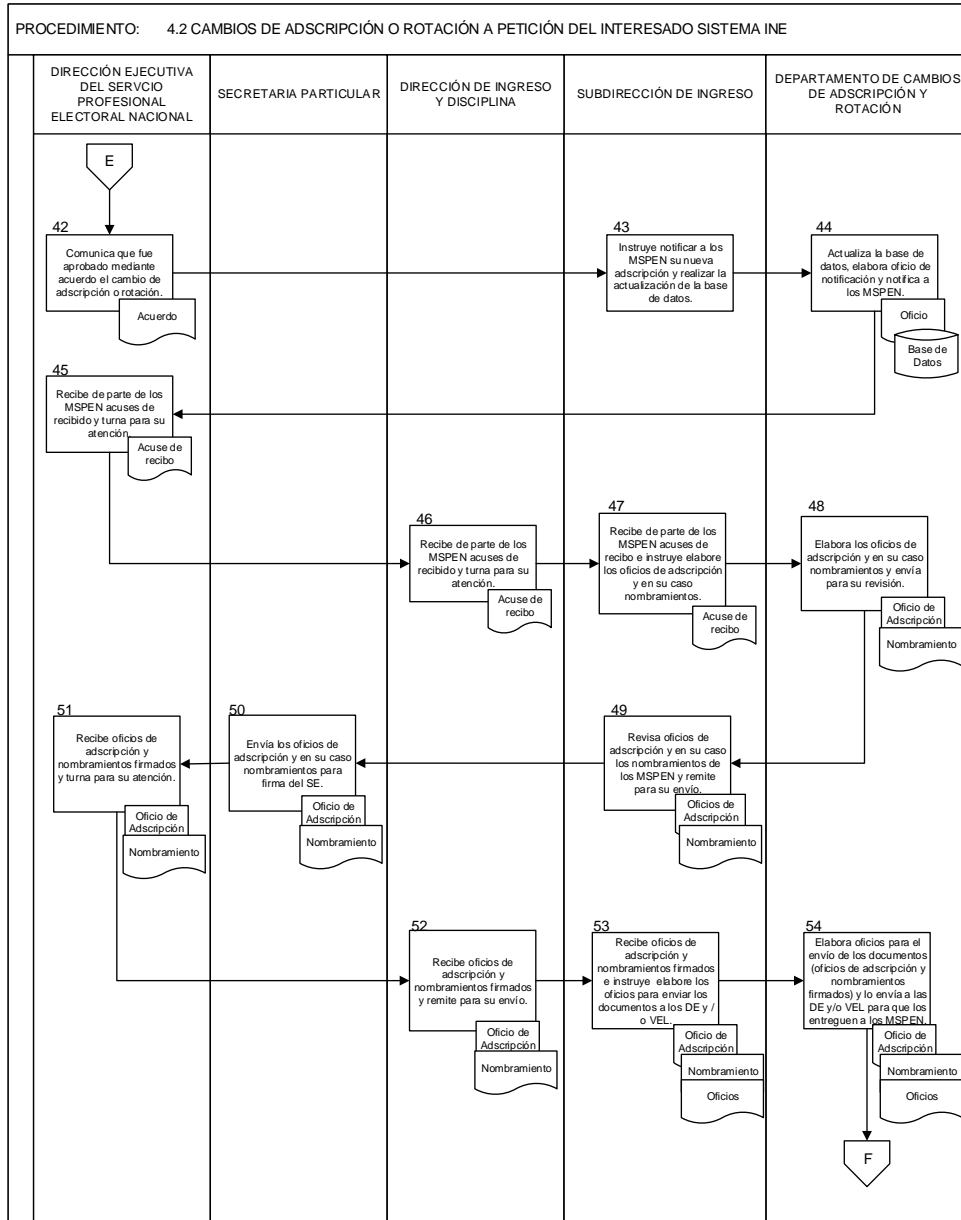 PROCEDIMIENTO: 4.2 CAMBIOS DE ADSCRIPCIÓN O ROTACIÓN A PETICIÓN DEL INTERESADO SISTEMA INE
DIRECCIÓN EJECUTIVA
DEL SERVCIO
PROFESIONAL
ELECTORAL NACIONAL
SECRETARIA PARTICULAR
DIRECCIÓN DE INGRESO
Y DISCIPLINA
SUBDIRECCIÓN DE INGRESO
DEPARTAMENTO DE CAMBIOS
DE ADSCRIPCIÓN Y
ROTACIÓN
E
42
Comunica que fue
aprobado mediante
acuerdo el cambio de
adscripción o rotación.
Acuerdo
43
Instruye notificar a los
MSPEN su nueva
adscripción y realizar la
actualización de la base
de datos.
44
Actualiza la base de
datos, elabora oficio de
notificación y notifica a
los MSPEN.
Oficio
Base de
Datos
45
Recibe de parte de los
MSPEN acuses de
recibido y turna para su
atención.
Acuse de
recibo
46
Recibe de parte de los
MSPEN acuses de
recibido y turna para su
atención.
Acuse de
recibo
47
Recibe de parte de los
MSPEN acuses de
recibo e instruye elabore
los oficios de adscripción
y en su caso
nombramientos.
Acuse de
recibo
48
Elabora los oficios de
adscripción y en su caso
nombramientos y envía
para su revisión.
Oficio de
Adscripción
Nombramiento
51
Recibe oficios de
adscripción y
nombramientos firmados
y turna para su atención.
Oficio de
Adscripción
Nombramiento
50
Envía los oficios de
adscripción y en su caso
nombramientos para
firma del SE.
Oficio de
Adscripción
Nombramiento
49
Revisa oficios de
adscripción y en su caso
los nombramientos de
los MSPEN y remite
para su envío.
Oficios de
Adscripción
Nombramiento
52
Recibe oficios de
adscripción y
nombramientos firmados
y remite para su envío.
Oficio de
Adscripción
Nombramiento
53
Recibe oficios de
adscripción y
nombramientos firmados
e instruye elabore los
oficios para enviar los
documentos a los DE y /
o VEL.
Oficio de
Adscripción
Nombramiento
Oficios
54
Elabora oficios para el
envío de los documentos
(oficios de adscripción y
nombramientos
firmados) y lo envía a las
DE y/o VEL para que los
entreguen a los MSPEN.
Oficio de
Adscripción
Nombramiento
Oficios
F